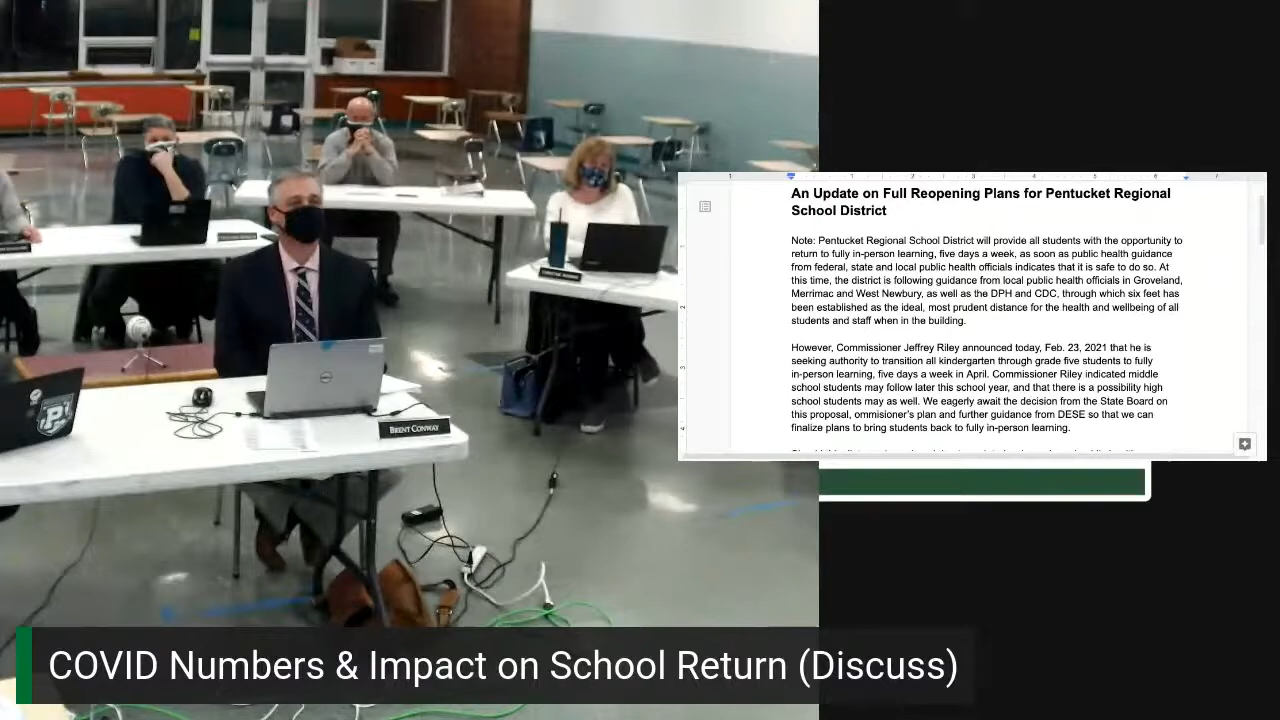 An Update on Full Reopening Plans for Pentucket Regional
School District
Note: Pentucket Regional School District will provide all students with the opportunity to
return to fully in-person learning, five days a week, as soon as public health guidance
from federal, state and local public health officials indicates that it is safe to do so. At
this time, the district is following guidance from local public health officials in Groveland,
Merrimac and West Newbury, as well as the DPH and CDC, through which six feet has
been established as the ideal, most prudent distance for the health and wellbeing of all
students and staff when in the building.
However, Commissioner Jeffrey Riley announced today, Feb. 23, 2021 that he is
seeking authority to transition all kindergarten through grade five students to fully
in-person learning, five days a week in April. Commissioner Riley indicated middle
school students may follow later this school year, and that there is a possibility high
school students may as well. We eagerly await the decision from the State Board on
this proposal, ommisioner's plan and further guidance from DESE so that we can
finalize plans to bring students back to fully in-person learning.
DELL
P
BRENT CONWAY
COVID Numbers & Impact on School Return (Discuss)